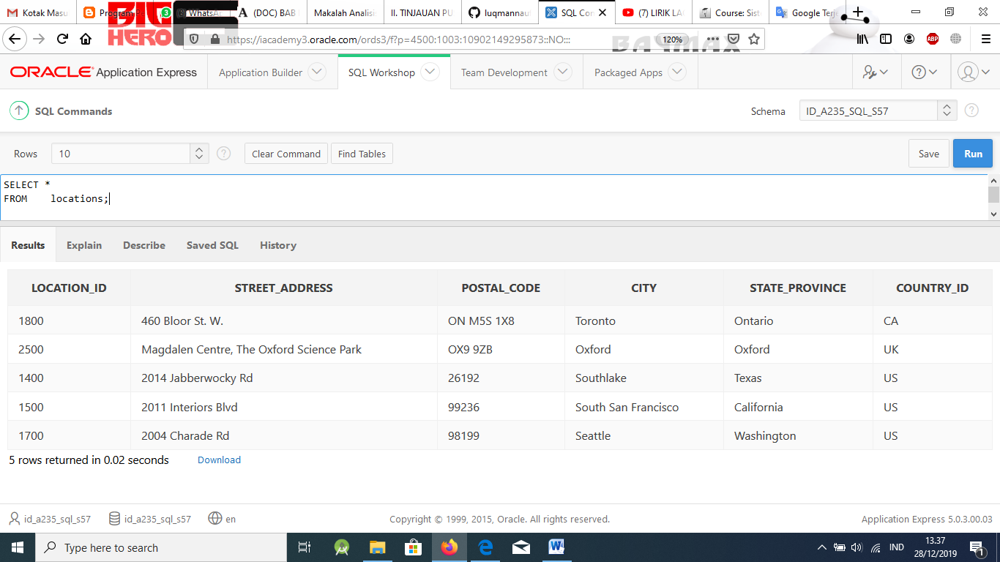 Kotak Masu
Program Pe
3
WhatsA
(DOC) BAB
Makalah Analisi
II. TINJAUAN PU
luqmannau
SQL Con
(7) LIRIK LA
Course: Sist
Google Terj
BIG
HERO
6
https://iacademy3.oracle.com/ords3/f?p=4500:1003:10902149295873::NO:::
120%
BAYMAX
ABP
ORACLE Application Express
Application Builder
SQL Workshop
Team Development
Packaged Apps
SQL Commands
Schema
ID_A235_SQL_S57
Rows
10
Clear Command
Find Tables
Save
Run
SELECT *
FROM locations;
Results
Explain
Describe
Saved SQL
History
LOCATION_ID STREET_ADDRESS POSTAL_CODE CITY STATE_PROVINCE COUNTRY_ID
1800 460 Bloor St. W. ON M5S 1X8 Toronto Ontario CA
2500 Magdalen Centre, The Oxford Science Park OX9 9ZB Oxford Oxford UK
1400 2014 Jabberwocky Rd 26192 Southlake Texas US
1500 2011 Interiors Blvd 99236 South San Francisco California US
1700 2004 Charade Rd 98199 Seattle Washington US
5 rows returned in 0.02 seconds
Download
id_a235_sql_s57
id_a235_sql_s57
en
Copyright © 1999, 2015, Oracle. All rights reserved.
Application Express 5.0.3.00.03
Type here to search
IND
13.37
28/12/2019
1